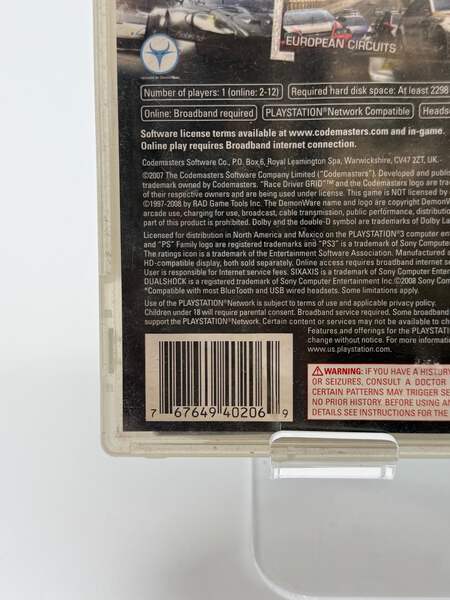 EUROPEAN CIRCUITS
Number of players: 1 (online: 2-12) Required hard disk space: At least 2298
Online: Broadband required PLAYSTATION®Network Compatible Heads
Software license terms available at www.codemasters.com and in-game.
Online play requires Broadband internet connection.
Codemasters Software Co., P.O. Box 6, Royal Leamington Spa, Warwickshire, CV47 2ZT, UK.
©2007 The Codemasters Software Company Limited ("Codemasters"). Developed and publi
trademark owned by Codemasters. "Race Driver GRID"™ and the Codemasters logo are tra
of their respective owners and are being used under license. This game is NOT licensed by o
©1997-2008 by RAD Game Tools Inc. The DemonWare name and logo are copyright DemonW
arcade use, charging for use, broadcast, cable transmission, public performance, distribution
part of this product is prohibited. Dolby and the double-D symbol are trademarks of Dolby La
Licensed for distribution in North America and Mexico on the PLAYSTATION®3 computer ente
and "PS" Family logo are registered trademarks and "PS3" is a trademark of Sony Computer
The ratings icon is a trademark of the Entertainment Software Association. Manufactured a
HD-compatible display, both sold separately. Online access requires broadband internet ser
User is responsible for Internet service fees. SIXAXIS is a trademark of Sony Computer Enter
DUALSHOCK is a registered trademark of Sony Computer Entertainment Inc.©2008 Sony Comp
*Compatible with most BlueTooth and USB wired headsets. Some limitations apply.
Use of the PLAYSTATION®Network is subject to terms of use and applicable privacy policy.
Children under 18 will require parental consent. Broadband service required. Some broadband
support the PLAYSTATION®Network. Certain content or services may not be available to ch
Features and offerings for the PLAYSTAT
change without notice. For more information
www.us.playstation.com.
WARNING: IF YOU HAVE A HISTORY
OR SEIZURES, CONSULT A DOCTOR
CERTAIN PATTERNS MAY TRIGGER SE
NO PRIOR HISTORY. BEFORE USING AN
DETAILS SEE INSTRUCTIONS FOR THE
7 67649 40206 9